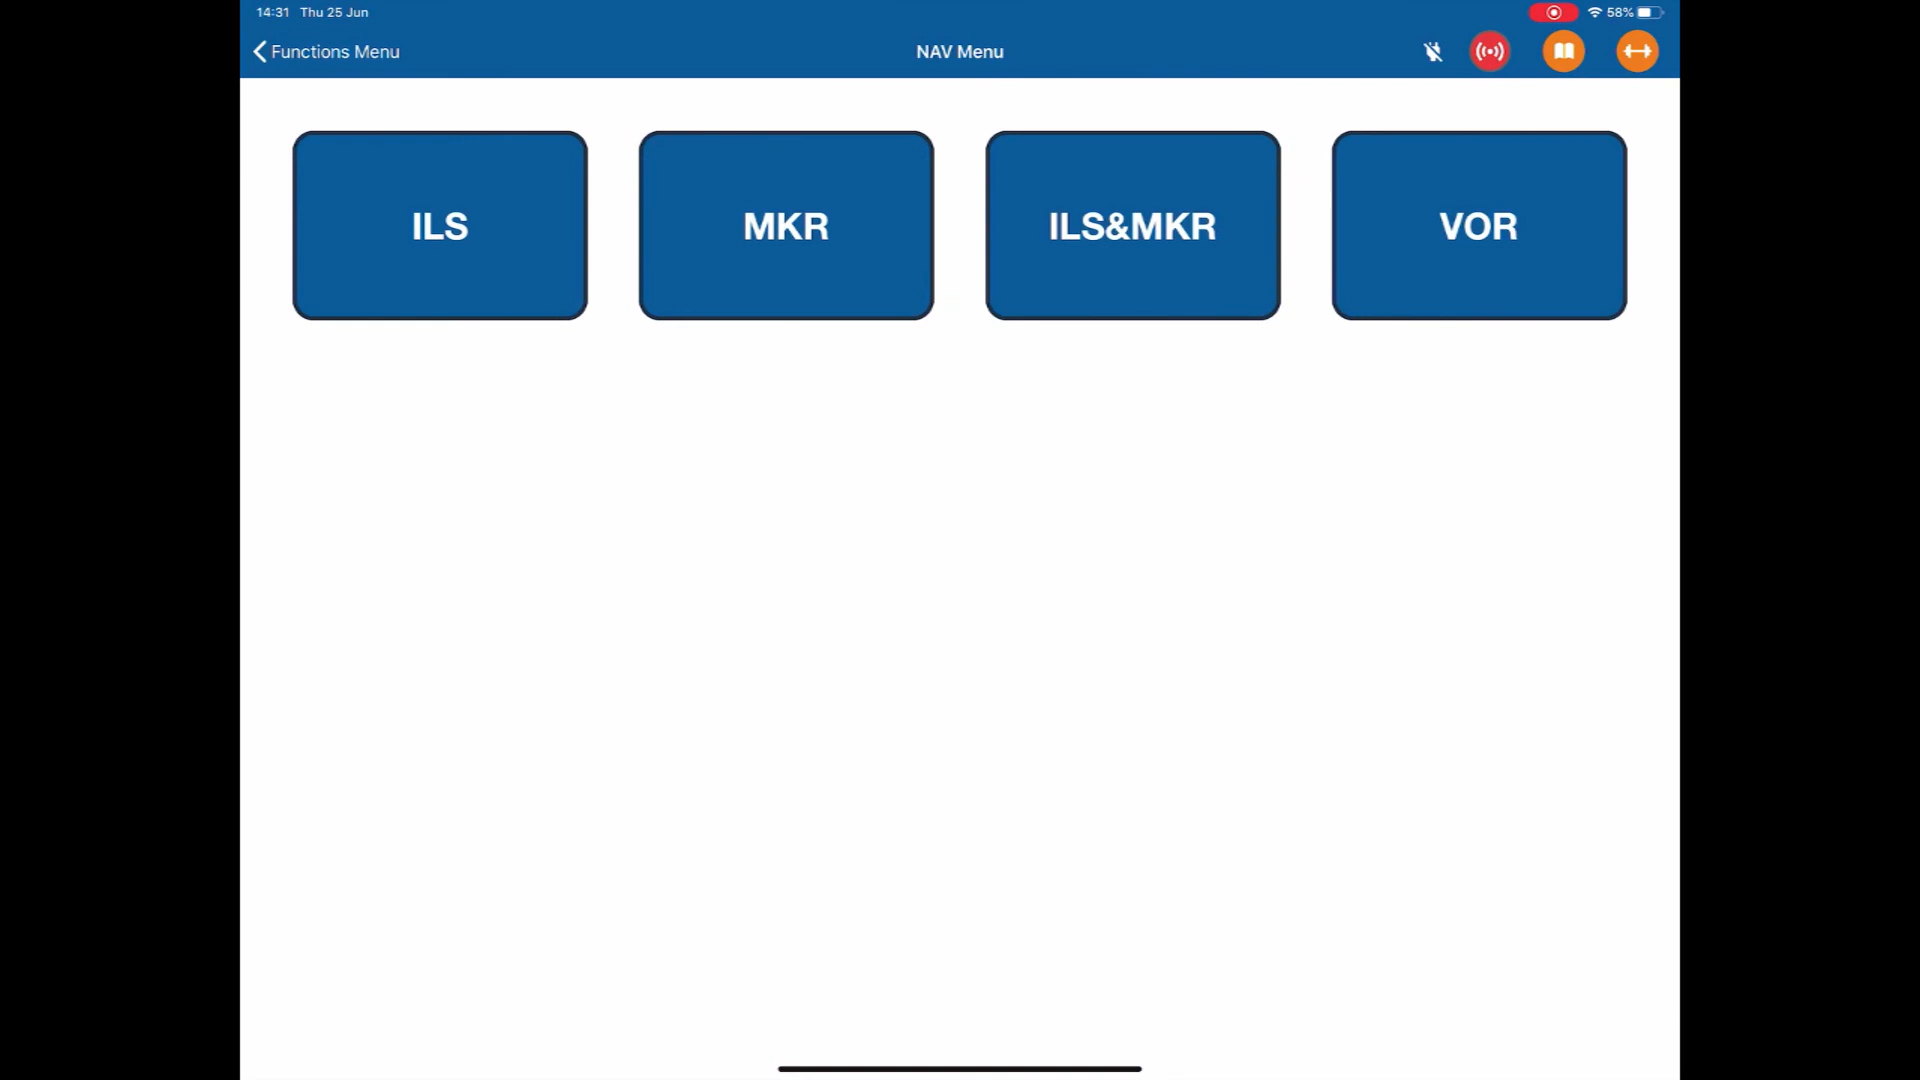 14:31 Thu 25 Jun
58%
Functions Menu
NAV Menu
ILS
MKR
ILS&MKR
VOR